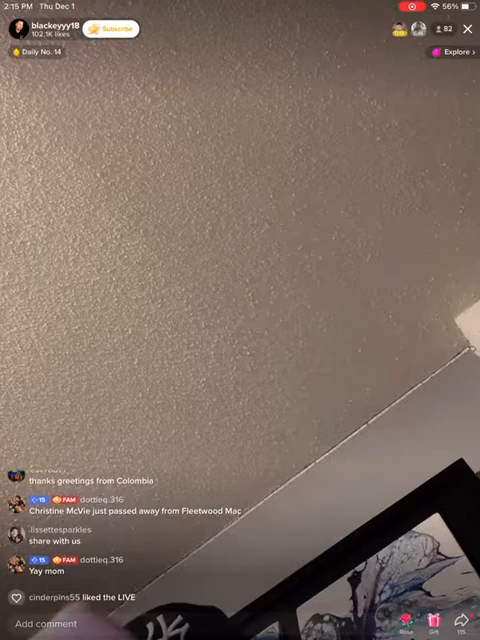 2:15 PM Thu Dec 1
56%
blackeyyy18
102.1K likes
Subscribe
82
Daily No. 14
Explore
thanks greetings from Colombia
15 FAM dottieq.316
Christine McVie just passed away from Fleetwood Mac
lissettesparkles
share with us
15 FAM dottieq.316
Yay mom
cinderpins55 liked the LIVE
Add comment
Rose
Gift
115